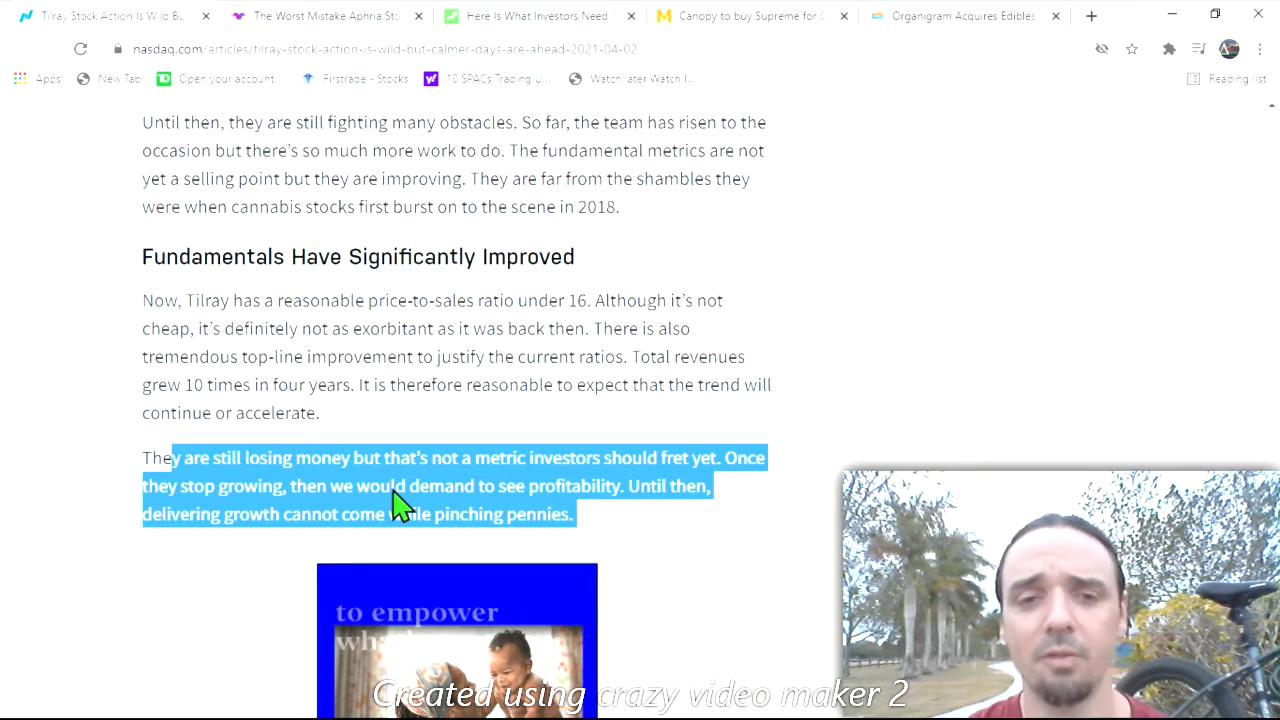 Tilray Stock Action Is Wild B
The Worst Mistake Aphria St
Here Is What Investors Need
Canopy to buy Supreme for
Organigram Acquires Edibles
nasdaq.com/articles/tilray-stock-action-is-wild-but-calmer-days-are-ahead-2021-04-02
Apps
New Tab
Open your account
Firstrade - Stocks
10 SPACs Trading U...
Watch later Watch l...
Reading list
Until then, they are still fighting many obstacles. So far, the team has risen to the
occasion but there's so much more work to do. The fundamental metrics are not
yet a selling point but they are improving. They are far from the shambles they
were when cannabis stocks first burst on to the scene in 2018.
Fundamentals Have Significantly Improved
Now, Tilray has a reasonable price-to-sales ratio under 16. Although it's not
cheap, it's definitely not as exorbitant as it was back then. There is also
tremendous top-line improvement to justify the current ratios. Total revenues
grew 10 times in four years. It is therefore reasonable to expect that the trend will
continue or accelerate.
They are still losing money but that's not a metric investors should fret yet. Once
they stop growing, then we would demand to see profitability. Until then,
delivering growth cannot come while pinching pennies.
to empower
Created using crazy video maker 2